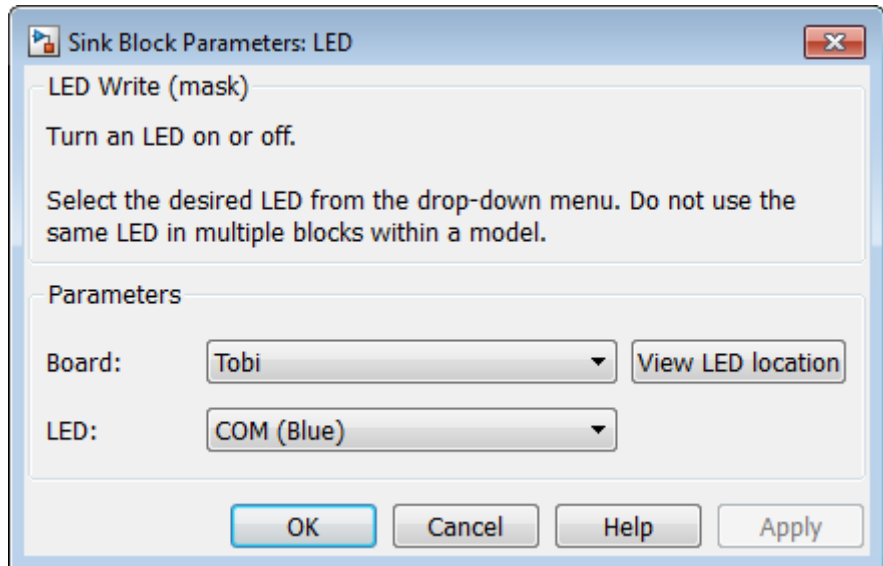 Sink Block Parameters: LED
LED Write (mask)
Turn an LED on or off.
Select the desired LED from the drop-down menu. Do not use the
same LED in multiple blocks within a model.
Parameters
Board: Tobi View LED location
LED: COM (Blue)
OK Cancel Help Apply